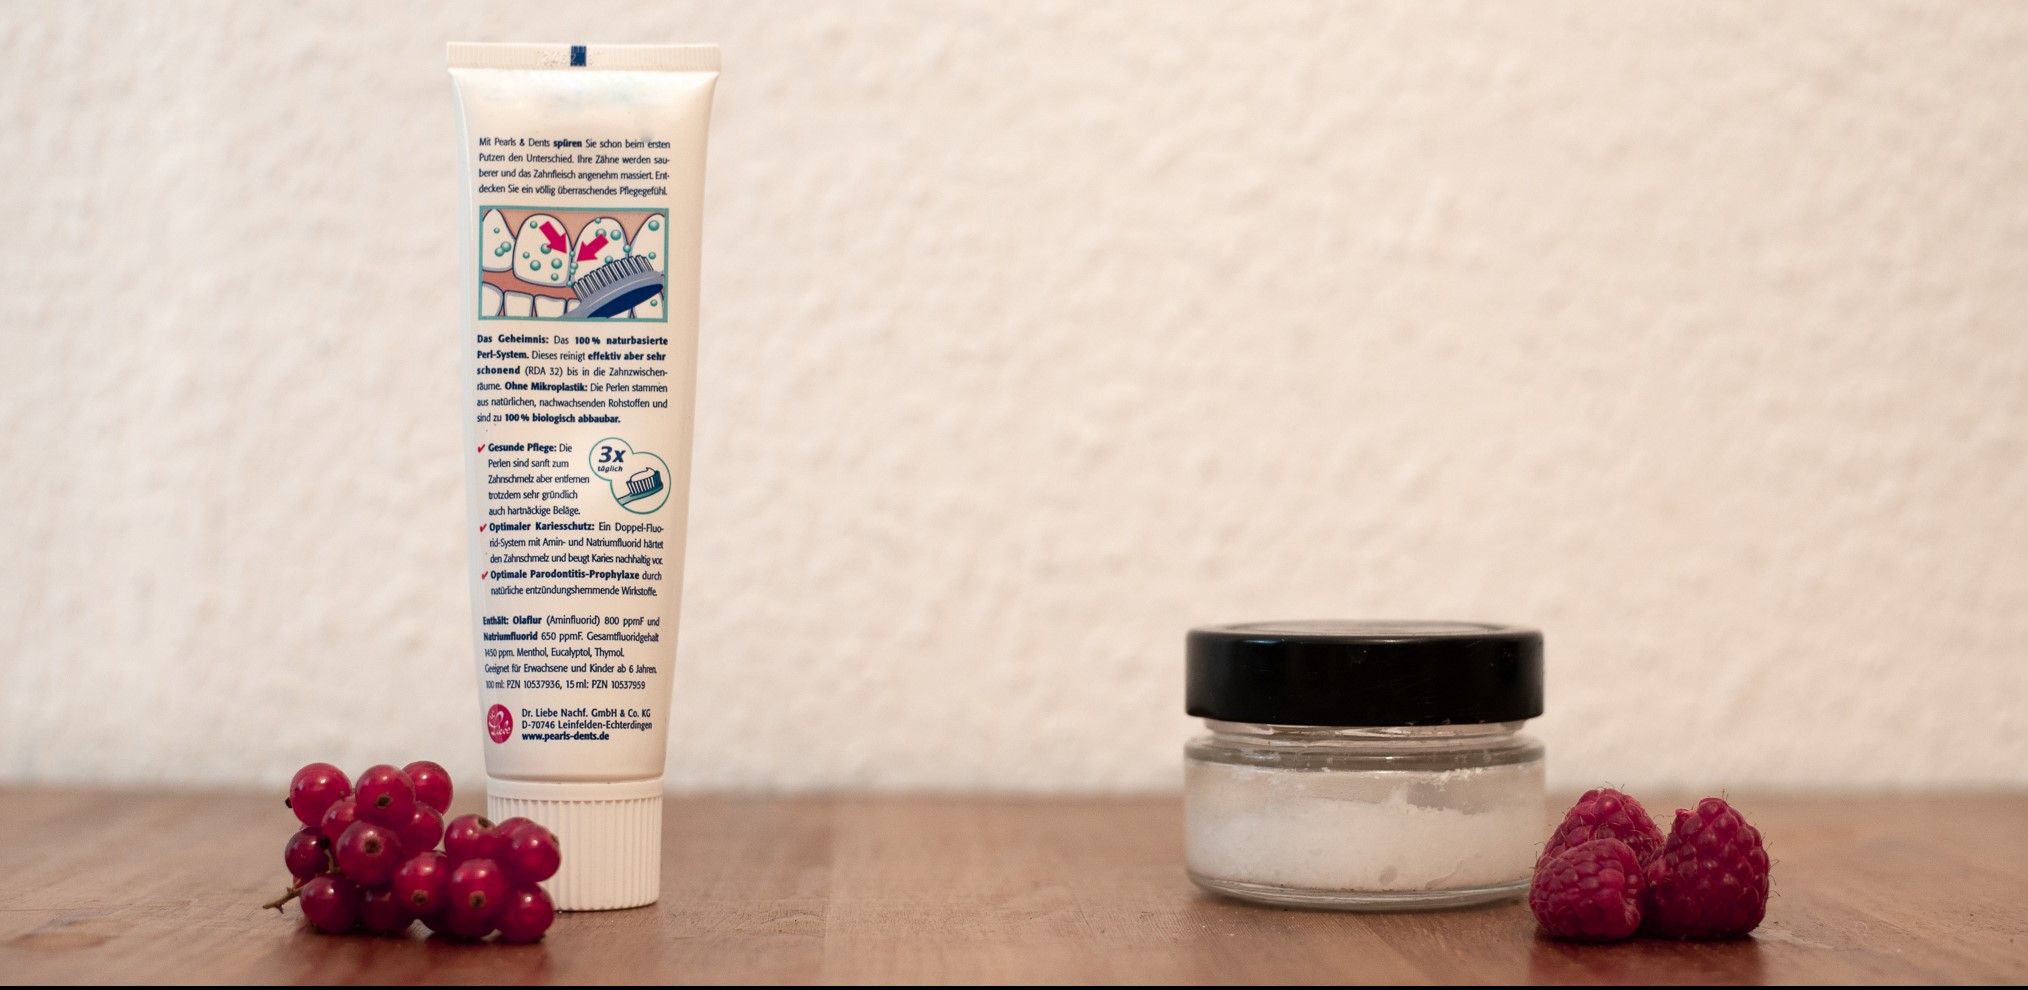 Mit Pearls & Dents spüren Sie schon beim ersten
Putzen den Unterschied. Ihre Zähne werden sau-
berer und das Zahnfleisch angenehm massiert. Ent-
decken Sie ein völlig überraschendes Pflegegefühl.
Das Geheimnis: Das 100% naturbasierte
Perl-System. Dieses reinigt effektiv aber sehr
schonend (RDA 32) bis in die Zahnzwischen-
räume. Ohne Mikroplastik: Die Perlen stammen
aus natürlichen, nachwachsenden Rohstoffen und
sind zu 100% biologisch abbaubar.
✔ Gesunde Pflege: Die
Perlen sind sanft zum
Zahnschmelz aber entfernen
trotzdem sehr gründlich
auch hartnäckige Beläge.
3x
täglich
✔ Optimaler Kariesschutz: Ein Doppel-Fluo-
rid-System mit Amin- und Natriumfluorid härtet
den Zahnschmelz und beugt Karies nachhaltig vor.
✔ Optimale Parodontitis-Prophylaxe durch
natürliche entzündungshemmende Wirkstoffe.
Enthält: Olaflur (Aminfluorid) 800 ppmF und
Natriumfluorid 650 ppmF. Gesamtfluoridgehalt
1450 ppm. Menthol, Eucalyptol, Thymol.
Geeignet für Erwachsene und Kinder ab 6 Jahren.
100 ml: PZN 10537936, 15 ml: PZN 10537959
Dr. Liebe Nachf. GmbH & Co. KG
D-70746 Leinfelden-Echterdingen
www.pearls-dents.de